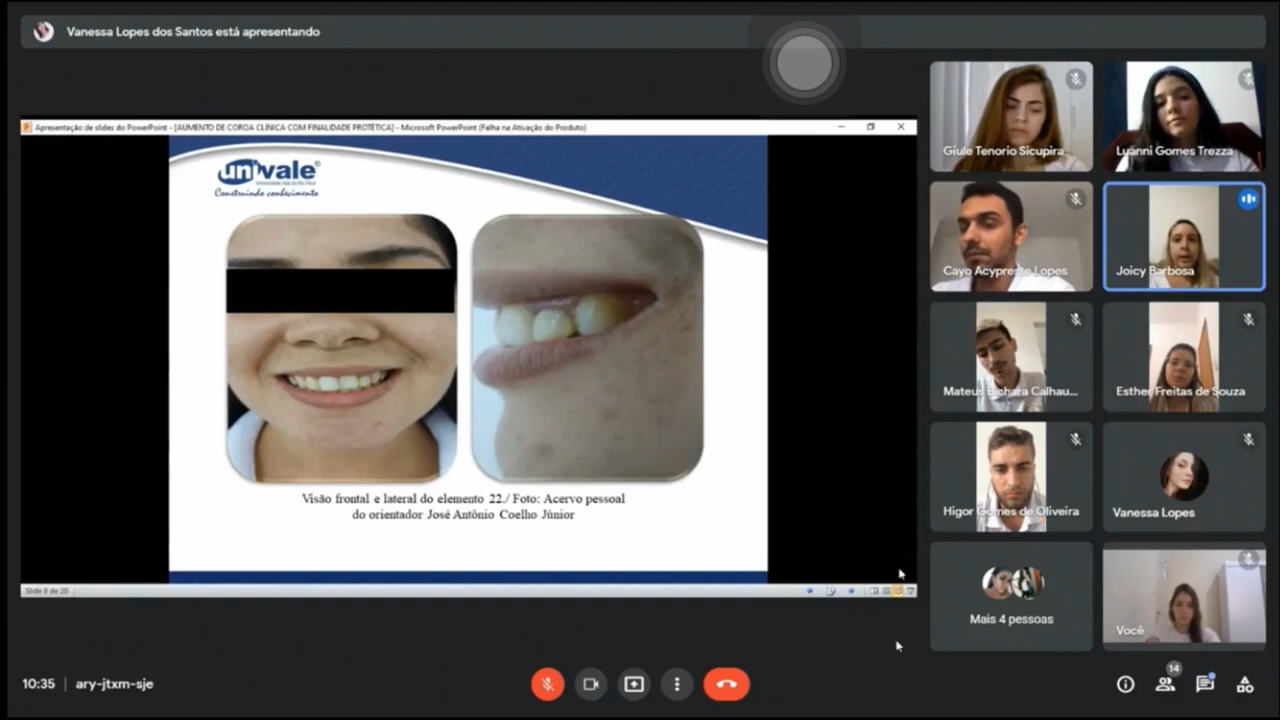 Vanessa Lopes dos Santos está apresentando
Apresentação de slides do PowerPoint - [AUMENTO DE COROA CLÍNICA COM FINALIDADE PROTÉTICA] - Microsoft PowerPoint (Falha na Ativação do Produto)
univale®
Construindo conhecimento
Visão frontal e lateral do elemento 22./ Foto: Acervo pessoal
do orientador José Antônio Coelho Júnior
Slide 8 de 20
Giule Tenorio Sicupira
Luanni Gomes Trezza
Cayo Acypreste Lopes
Joicy Barbosa
Mateus Bichara Calhau...
Esther Freitas de Souza
Higor Gomes de Oliveira
Vanessa Lopes
Mais 4 pessoas
Você
10:35 | ary-jtxm-sje
14